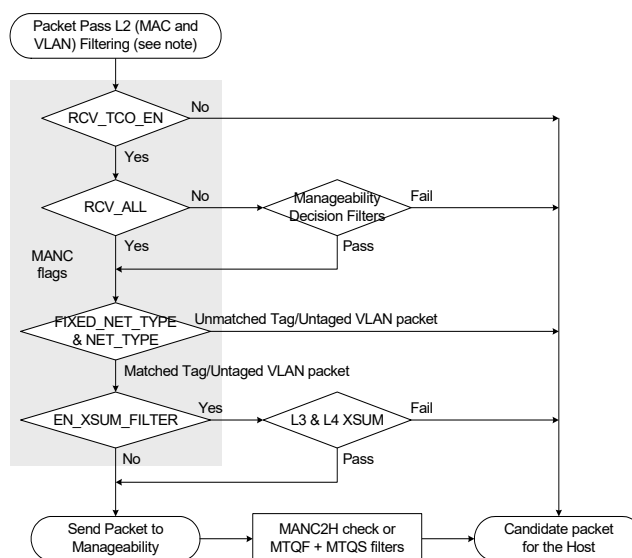 Packet Pass L2 (MAC and
VLAN) Filtering (see note)
No
RCV_TCO_EN
Yes
No
Manageability
Decision Filters
Fail
RCV_ALL
MANC
flags
Yes
Pass
FIXED_NET_TYPE
& NET_TYPE
Unmatched Tag/Untaged VLAN packet
Matched Tag/Untaged VLAN packet
EN_XSUM_FILTER
Yes
L3 & L4 XSUM
Fail
No
Pass
Send Packet to
Manageability
MANC2H check or
MTQF + MTQS filters
Candidate packet
for the Host